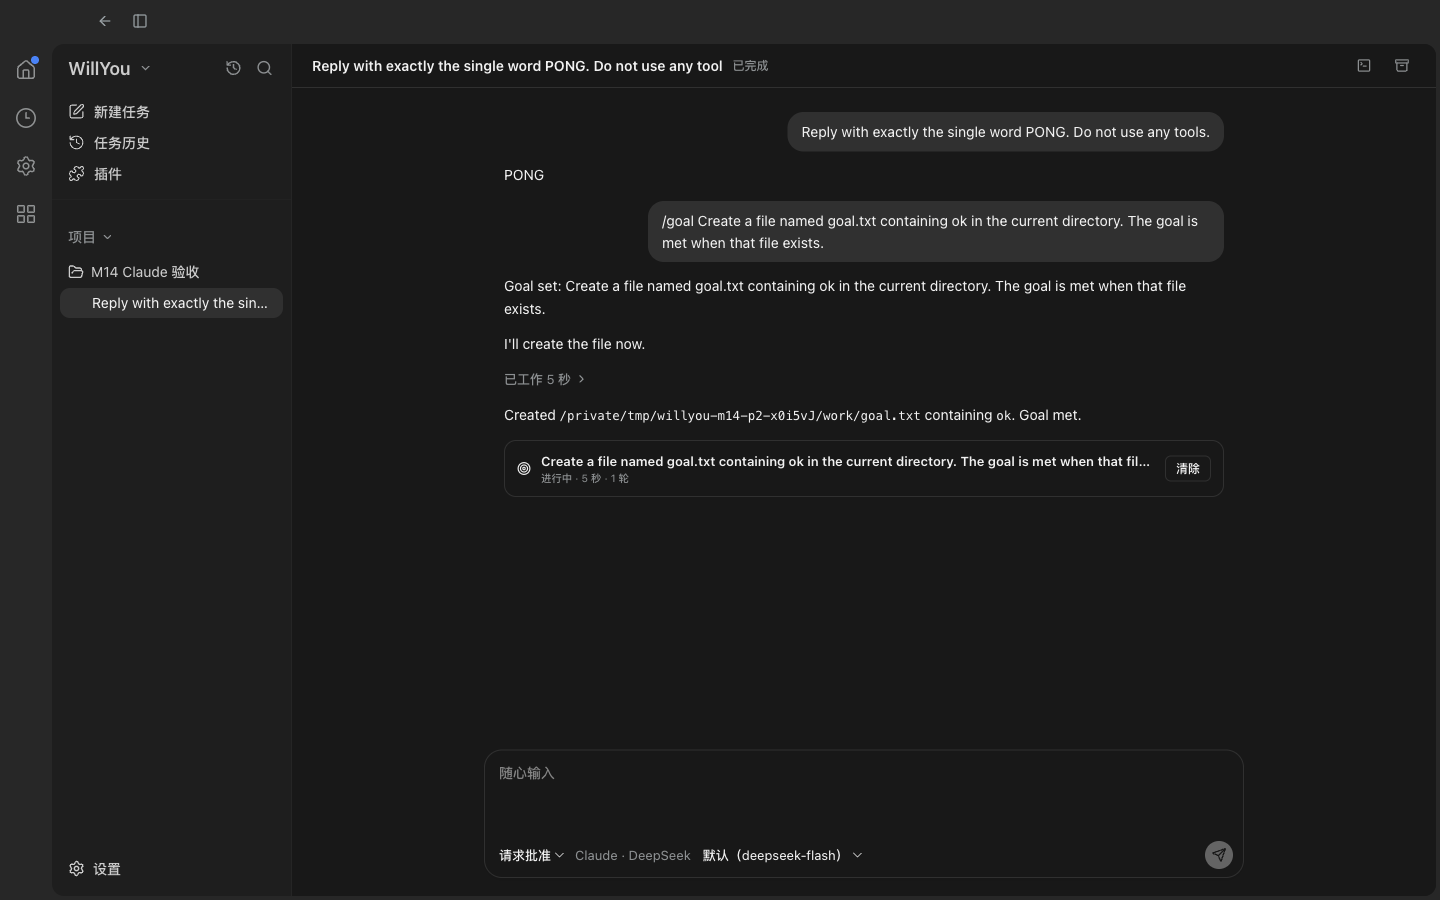 WillYou
新建任务
任务历史
插件
项目
M14 Claude 验收
Reply with exactly the sin...
设置
Reply with exactly the single word PONG. Do not use any tool 已完成
Reply with exactly the single word PONG. Do not use any tools.
PONG
/goal Create a file named goal.txt containing ok in the current directory. The goal is
met when that file exists.
Goal set: Create a file named goal.txt containing ok in the current directory. The goal is met when that file
exists.
I'll create the file now.
已工作 5 秒
Created /private/tmp/willyou-m14-p2-x0i5vJ/work/goal.txt containing ok. Goal met.
Create a file named goal.txt containing ok in the current directory. The goal is met when that fil...
进行中 · 5 秒 · 1 轮
清除
随心输入
请求批准 Claude · DeepSeek 默认（deepseek-flash）